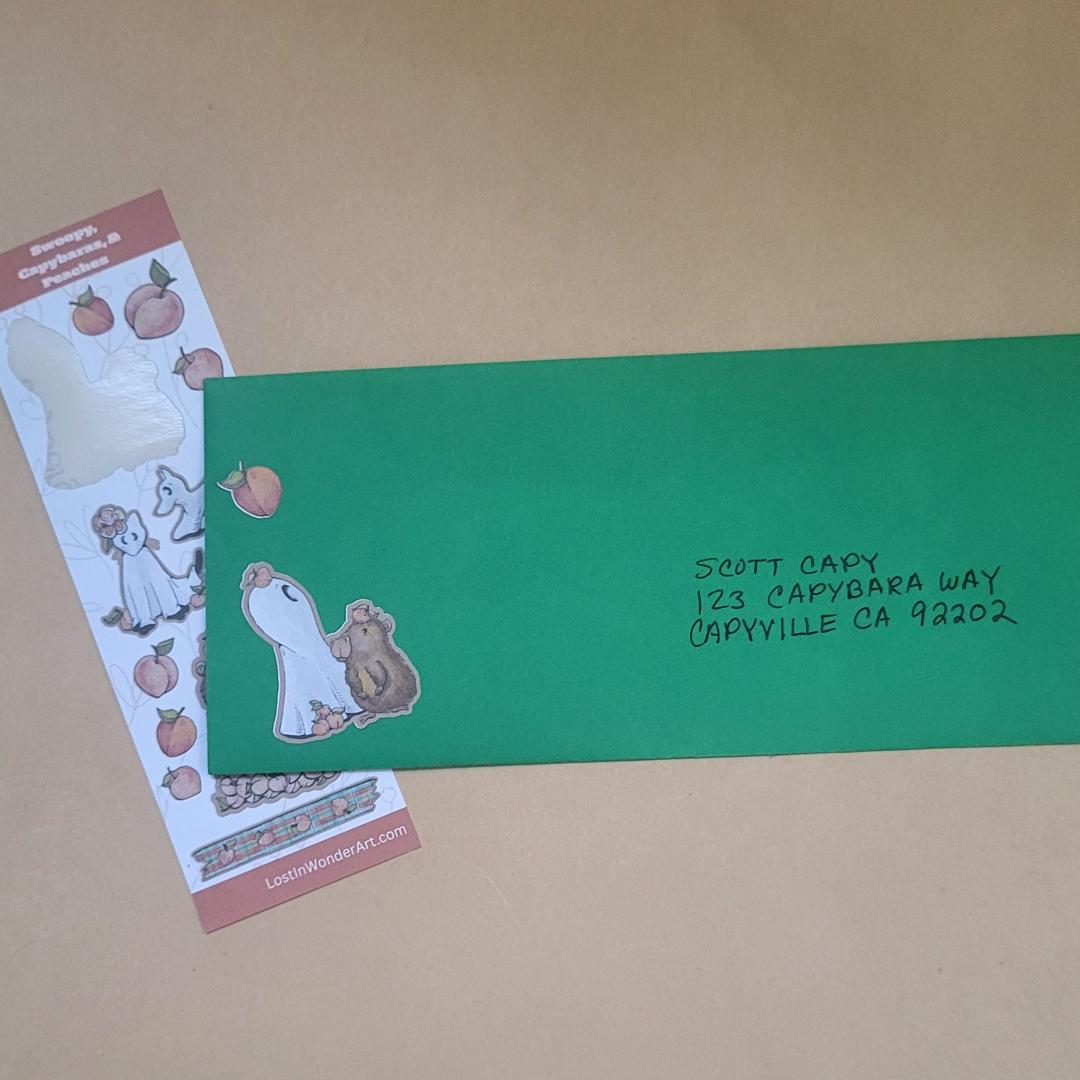 Swoopy,
Capybaras, &
Peaches
SCOTT CAPY
123 CAPYBARA WAY
CAPYVILLE CA 92202
LostInWonderArt.com